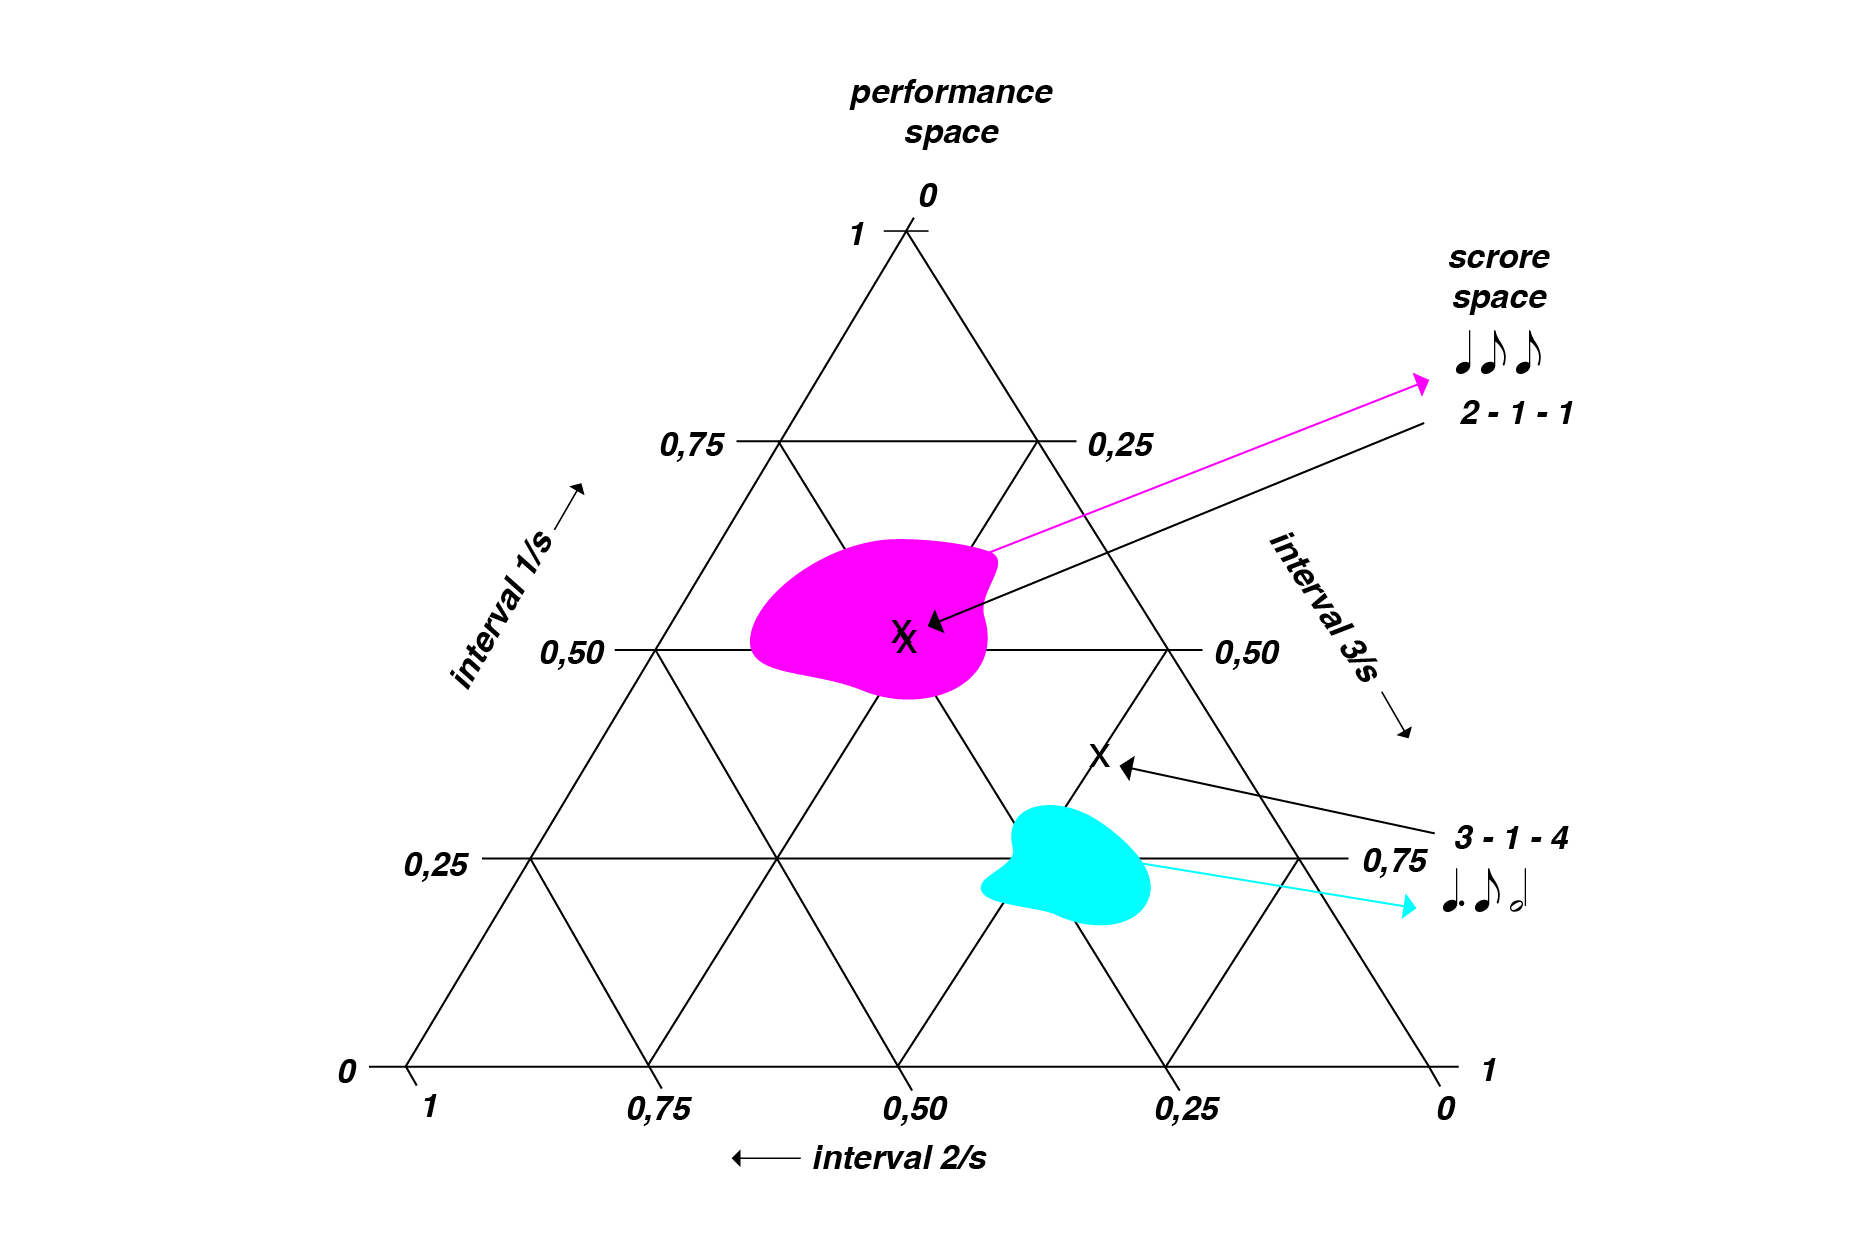 performance
space
0
1
scrore
space
2 - 1 - 1
0,75
0,25
interval 1/s
interval 3/s
0,50
0,50
X
X
X
3 - 1 - 4
0,25
0,75
0
1
1
0,75
0,50
0,25
0
interval 2/s